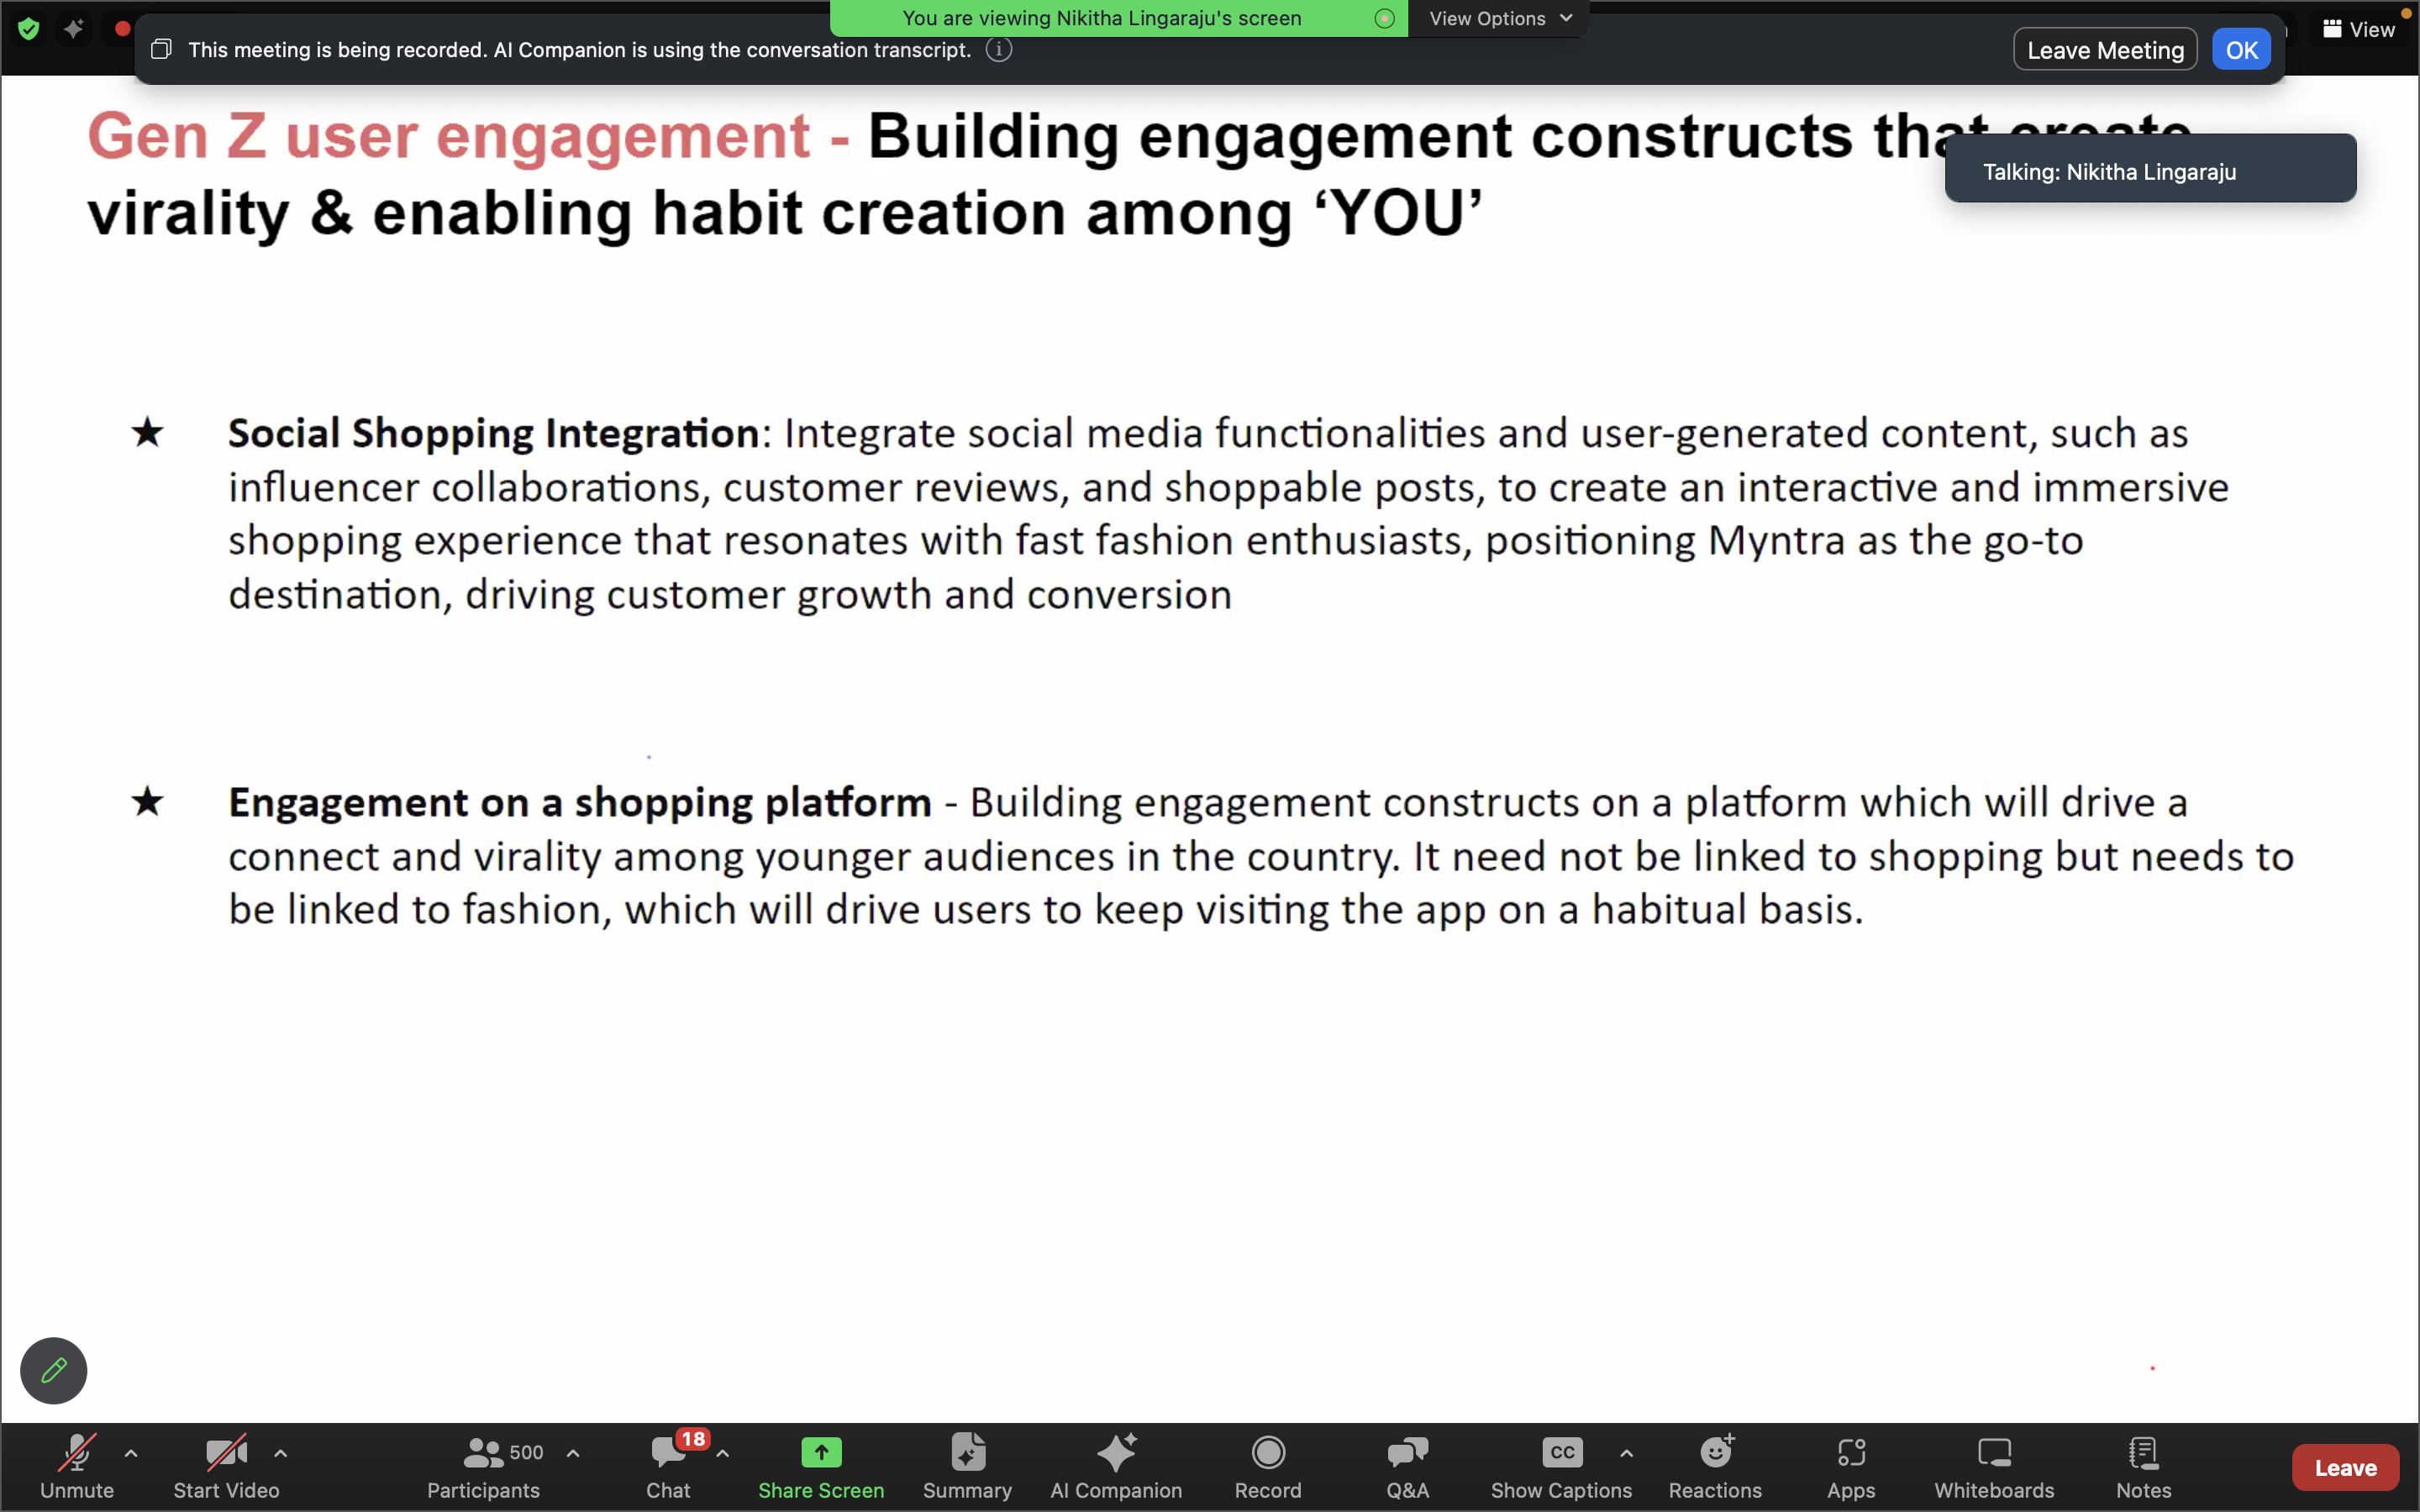 You are viewing Nikitha Lingaraju's screen
View Options
This meeting is being recorded. AI Companion is using the conversation transcript.
Leave Meeting
OK
View
Gen Z user engagement - Building engagement constructs that create
virality & enabling habit creation among ‘YOU’
Talking: Nikitha Lingaraju
★ Social Shopping Integration: Integrate social media functionalities and user-generated content, such as
influencer collaborations, customer reviews, and shoppable posts, to create an interactive and immersive
shopping experience that resonates with fast fashion enthusiasts, positioning Myntra as the go-to
destination, driving customer growth and conversion
★ Engagement on a shopping platform - Building engagement constructs on a platform which will drive a
connect and virality among younger audiences in the country. It need not be linked to shopping but needs to
be linked to fashion, which will drive users to keep visiting the app on a habitual basis.
500
18
CC
Unmute
Start Video
Participants
Chat
Share Screen
Summary
AI Companion
Record
Q&A
Show Captions
Reactions
Apps
Whiteboards
Notes
Leave